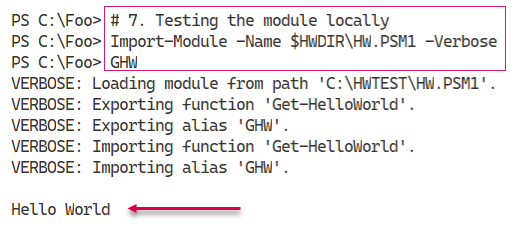 PS C:\Foo> # 7. Testing the module locally
PS C:\Foo> Import-Module -Name $HWDIR\HW.PSM1 -Verbose
PS C:\Foo> GHW
VERBOSE: Loading module from path 'C:\HWTEST\HW.PSM1'.
VERBOSE: Exporting function 'Get-HelloWorld'.
VERBOSE: Exporting alias 'GHW'.
VERBOSE: Importing function 'Get-HelloWorld'.
VERBOSE: Importing alias 'GHW'.
Hello World